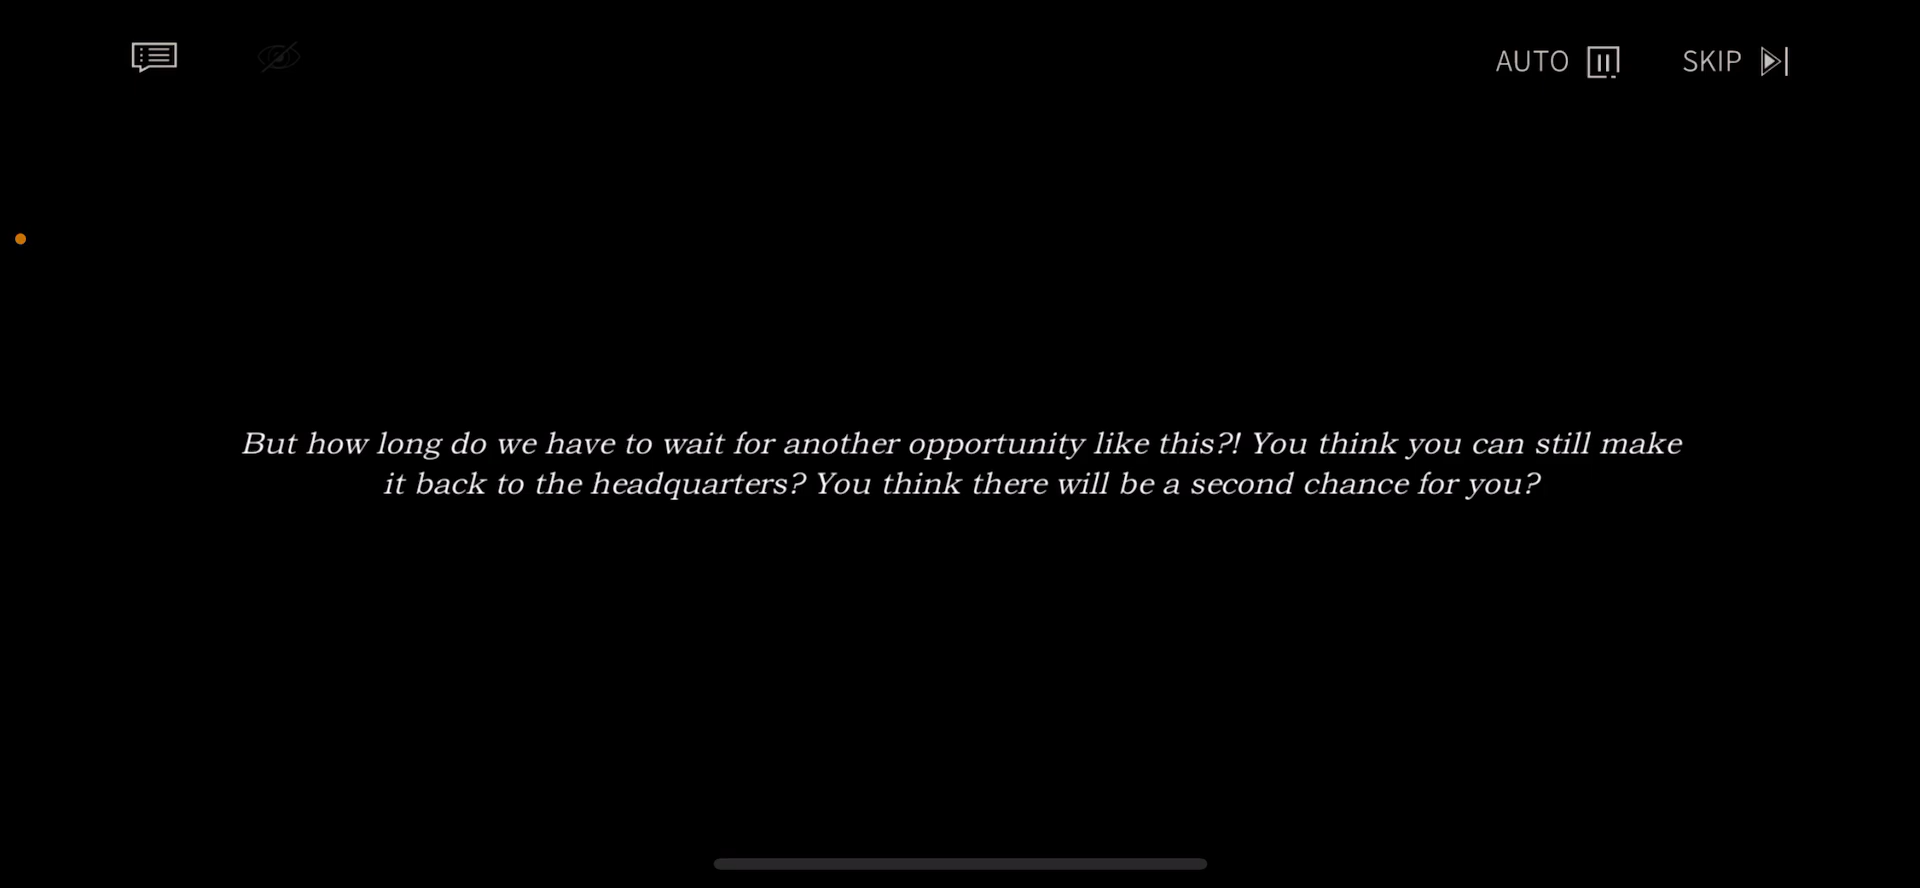 AUTO
SKIP
But how long do we have to wait for another opportunity like this?! You think you can still make
it back to the headquarters? You think there will be a second chance for you?